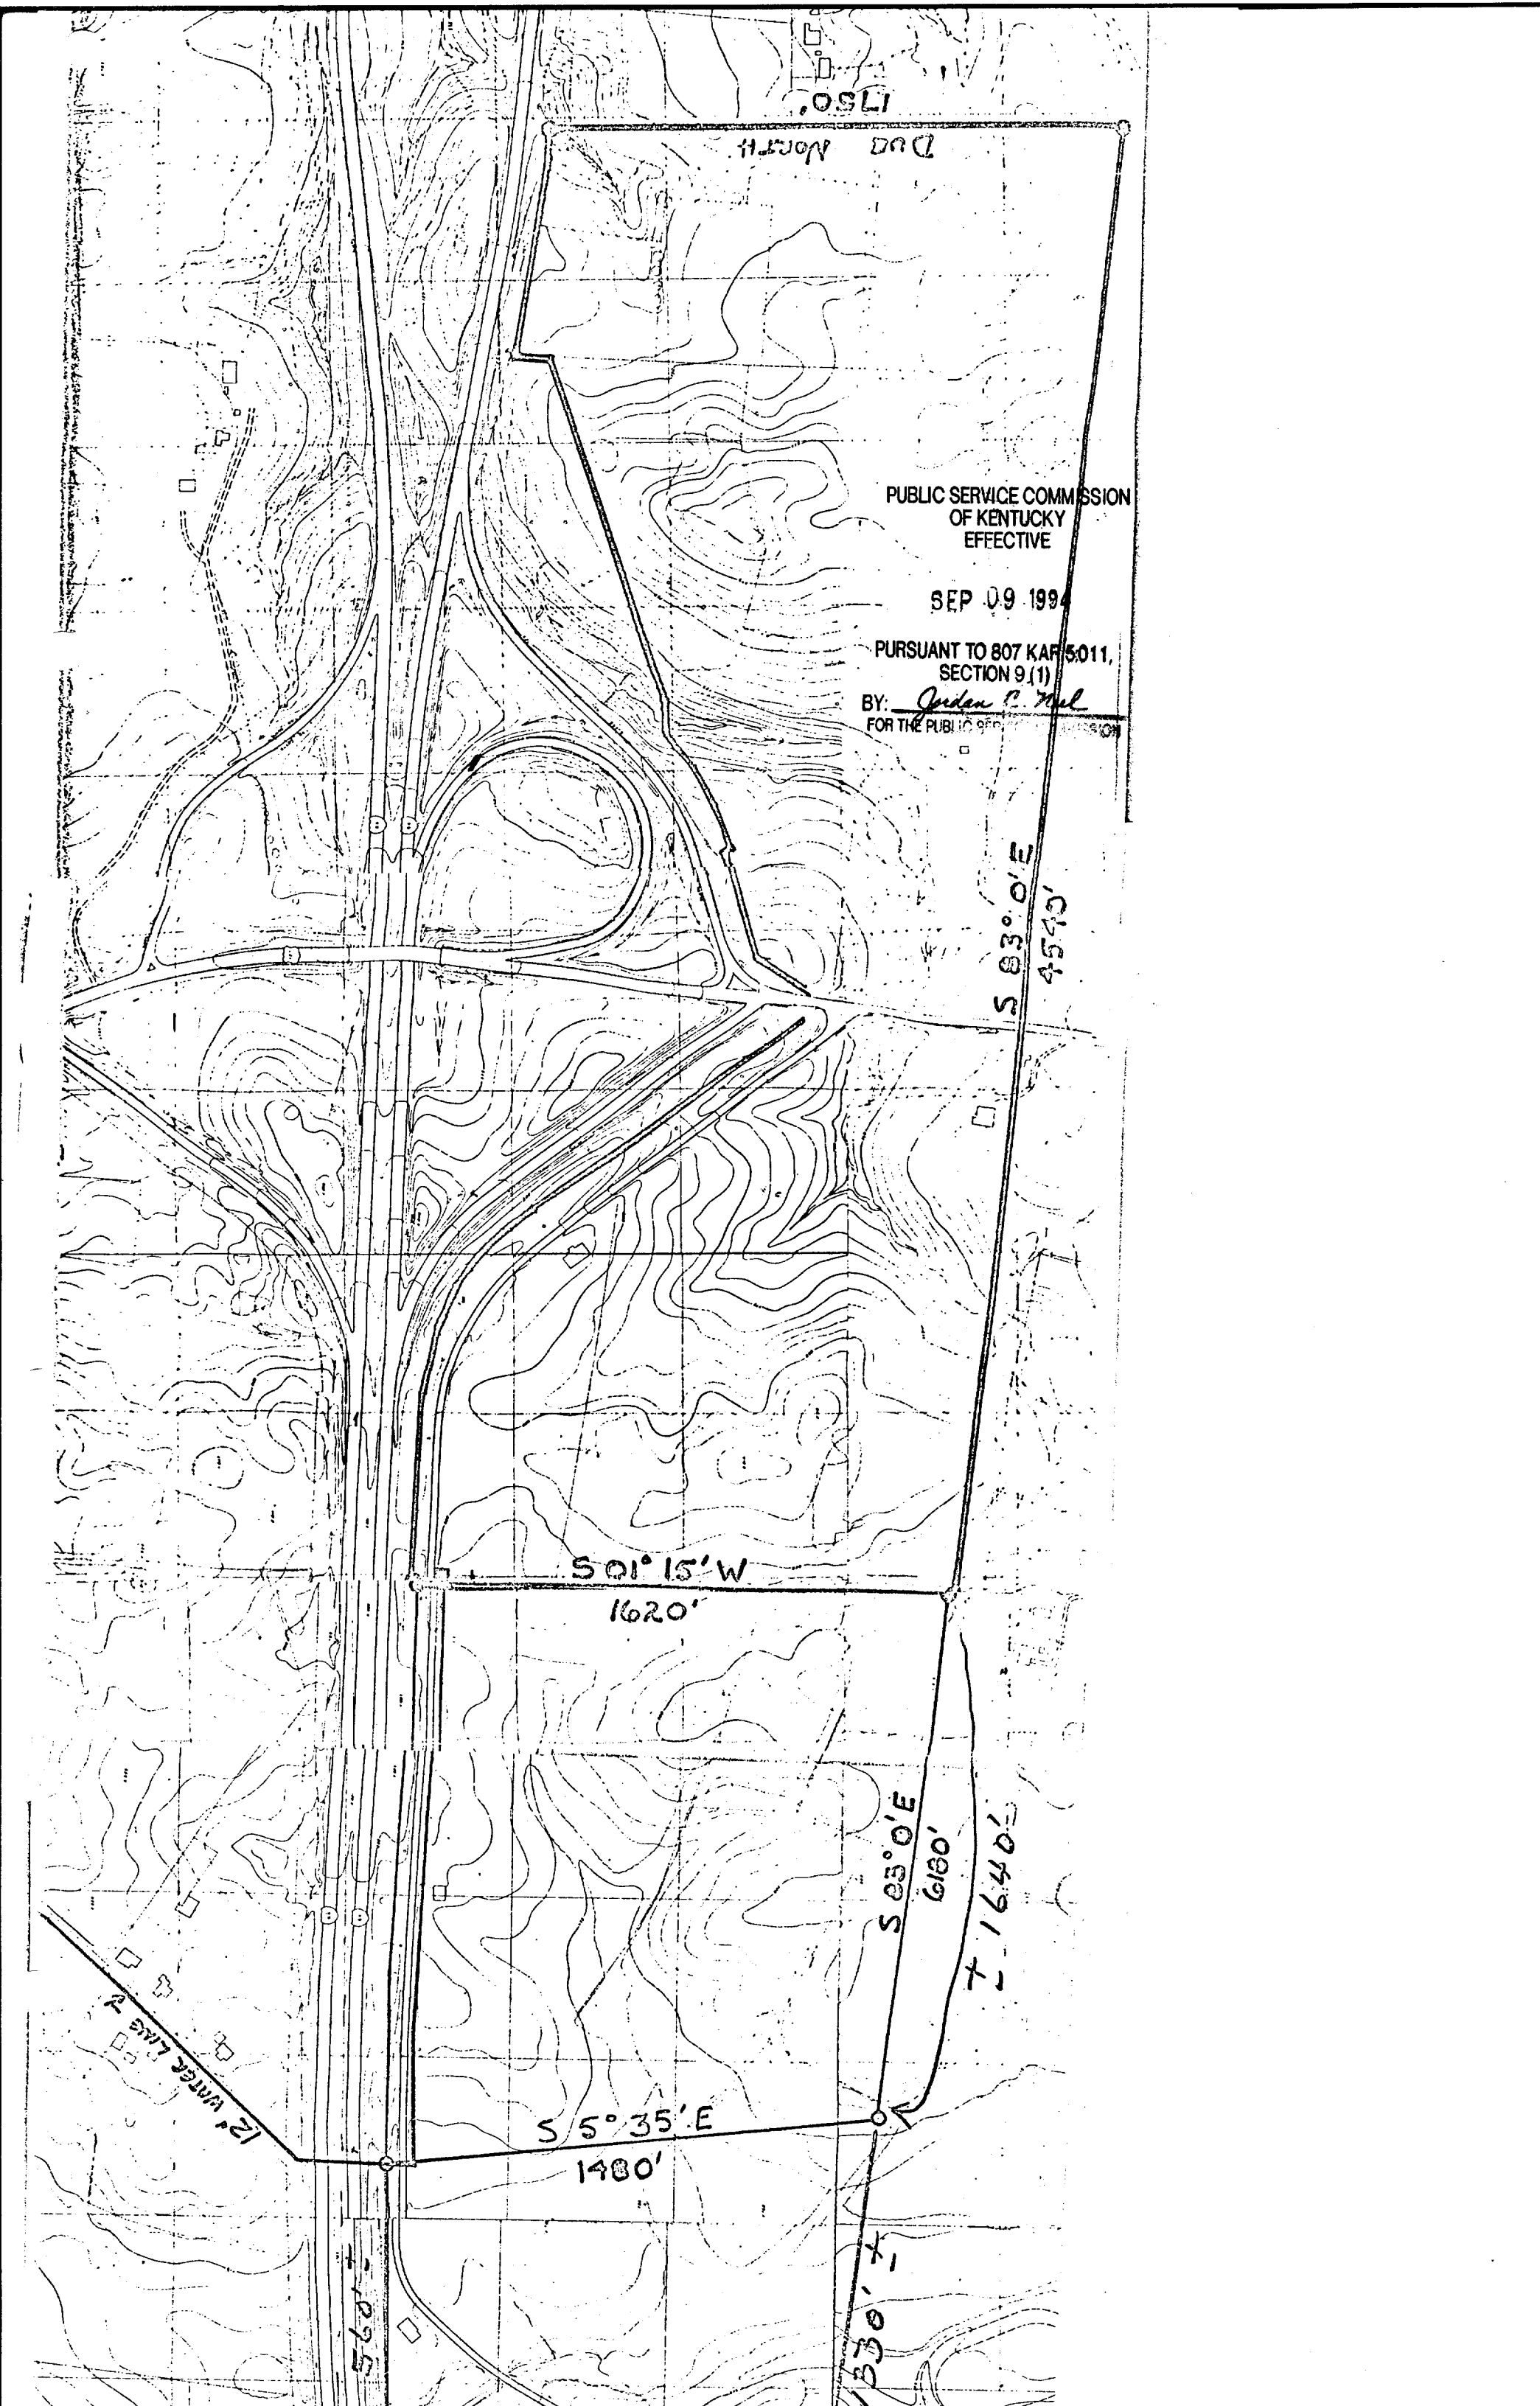 1750'
Due North
PUBLIC SERVICE COMMISSION
OF KENTUCKY
EFFECTIVE
SEP 09 1994
PURSUANT TO 807 KAR 5:011,
SECTION 9 (1)
BY:
FOR THE PUBLIC
S 83° 0' E
4540'
S 01° 15' W
1620'
S 83° 0' E
6180'
± 1640'
12" WATER LINE
S 5° 35' E
1480'